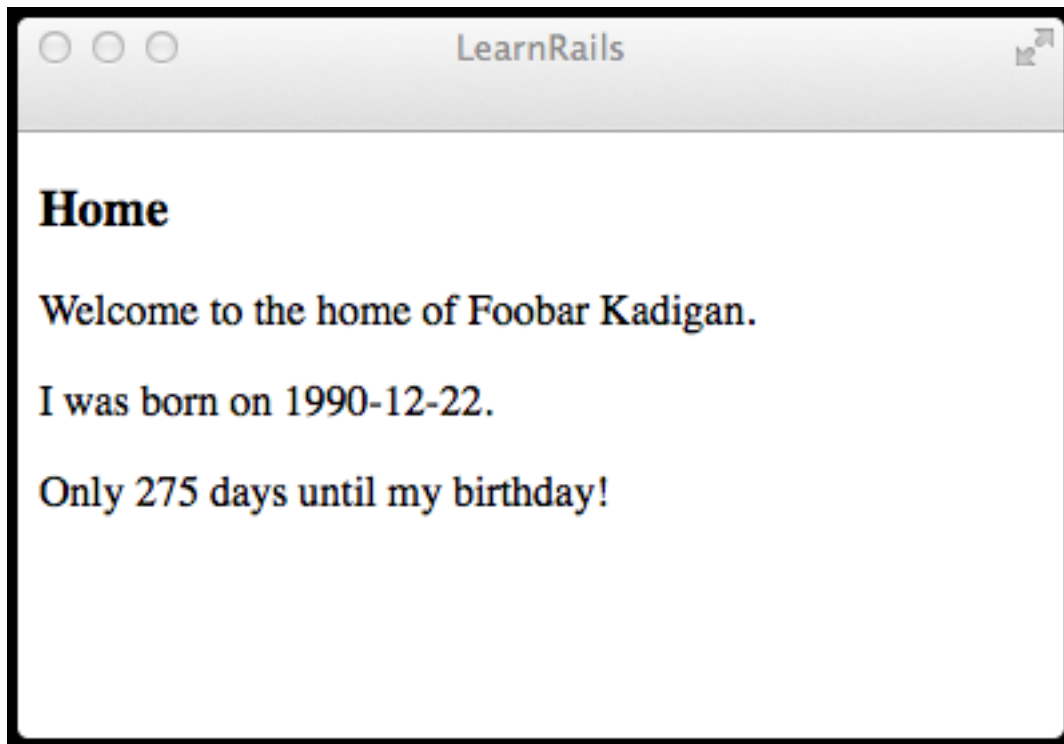 LearnRails
Home
Welcome to the home of Foobar Kadigan.
I was born on 1990-12-22.
Only 275 days until my birthday!